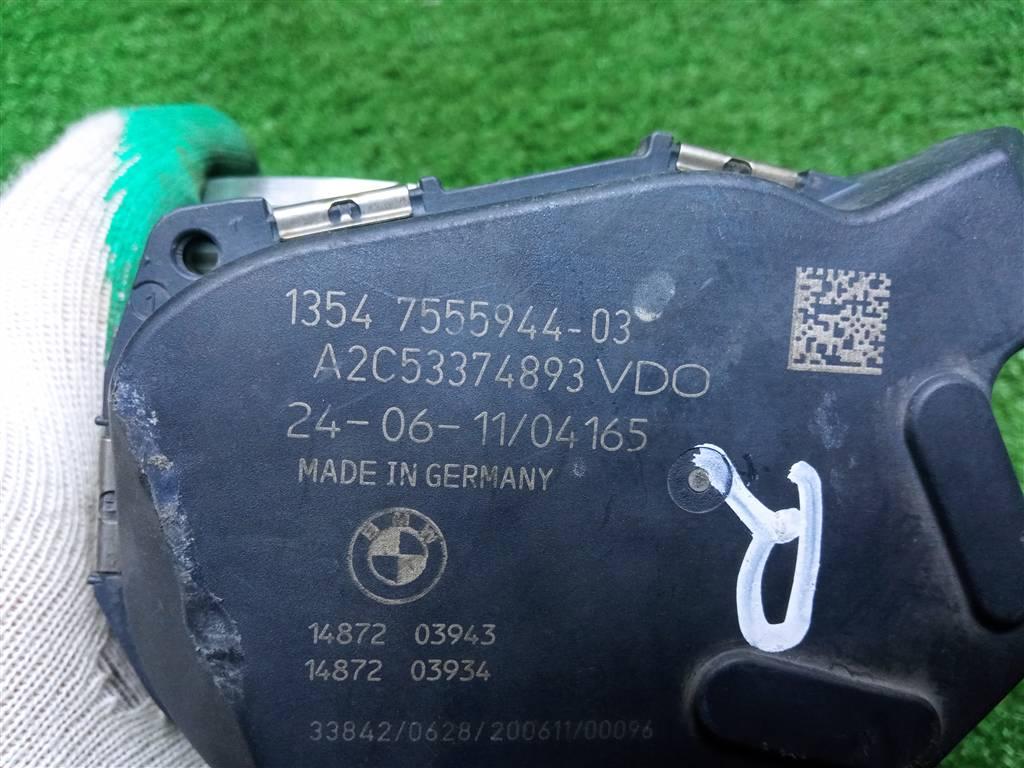 1354 7555944-03
A2C53374893 VDO
24-06-11/04165
MADE IN GERMANY
BMW
14872 03943
14872 03934
33842/0628/200611/00096
R